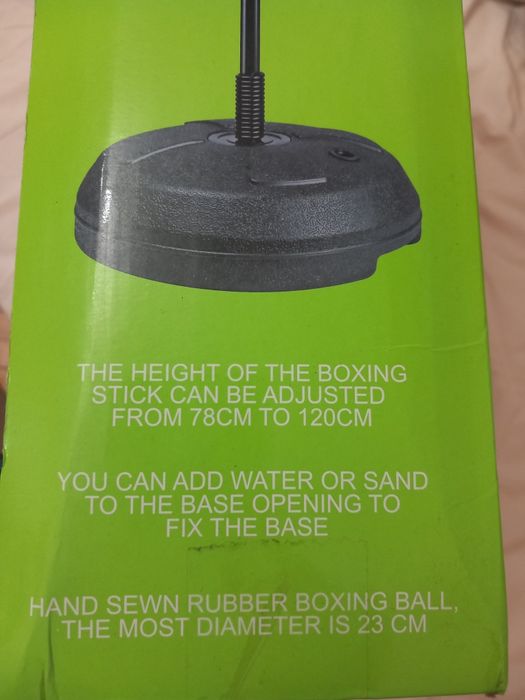 THE HEIGHT OF THE BOXING
STICK CAN BE ADJUSTED
FROM 78CM TO 120CM
YOU CAN ADD WATER OR SAND
TO THE BASE OPENING TO
FIX THE BASE
HAND SEWN RUBBER BOXING BALL,
THE MOST DIAMETER IS 23 CM